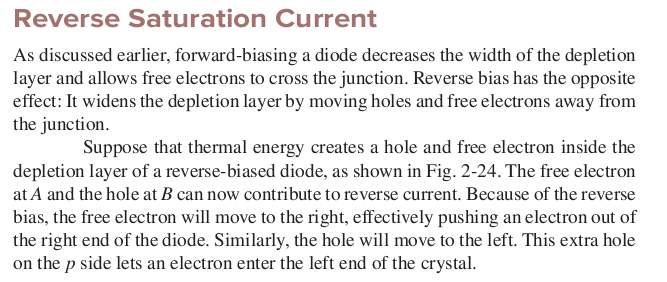 Reverse Saturation Current
As discussed earlier, forward-biasing a diode decreases the width of the depletion
layer and allows free electrons to cross the junction. Reverse bias has the opposite
effect: It widens the depletion layer by moving holes and free electrons away from
the junction.
Suppose that thermal energy creates a hole and free electron inside the
depletion layer of a reverse-biased diode, as shown in Fig. 2-24. The free electron
at A and the hole at B can now contribute to reverse current. Because of the reverse
bias, the free electron will move to the right, effectively pushing an electron out of
the right end of the diode. Similarly, the hole will move to the left. This extra hole
on the p side lets an electron enter the left end of the crystal.